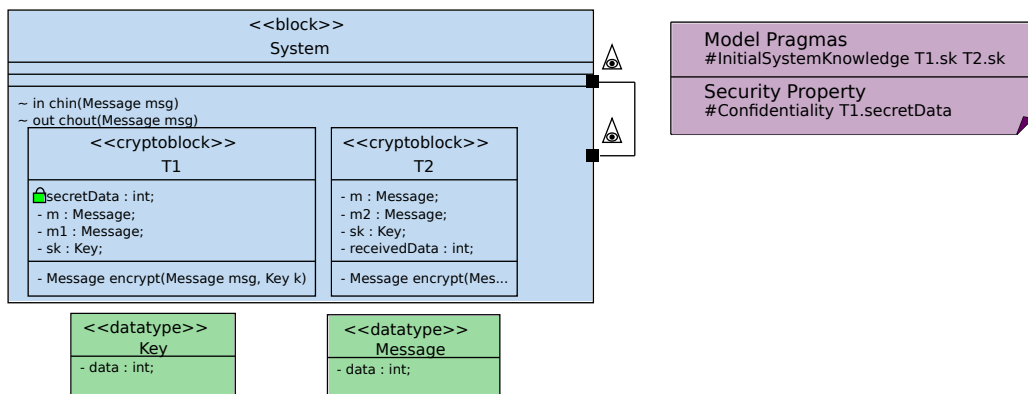 <<block>>
System
~ in chin(Message msg)
~ out chout(Message msg)
<<cryptoblock>>
T1
secretData : int;
- m : Message;
- m1 : Message;
- sk : Key;
- Message encrypt(Message msg, Key k)
<<cryptoblock>>
T2
- m : Message;
- m2 : Message;
- sk : Key;
- receivedData : int;
- Message encrypt(Mes...
<<datatype>>
Key
- data : int;
<<datatype>>
Message
- data : int;
Model Pragmas
#InitialSystemKnowledge T1.sk T2.sk
Security Property
#Confidentiality T1.secretData